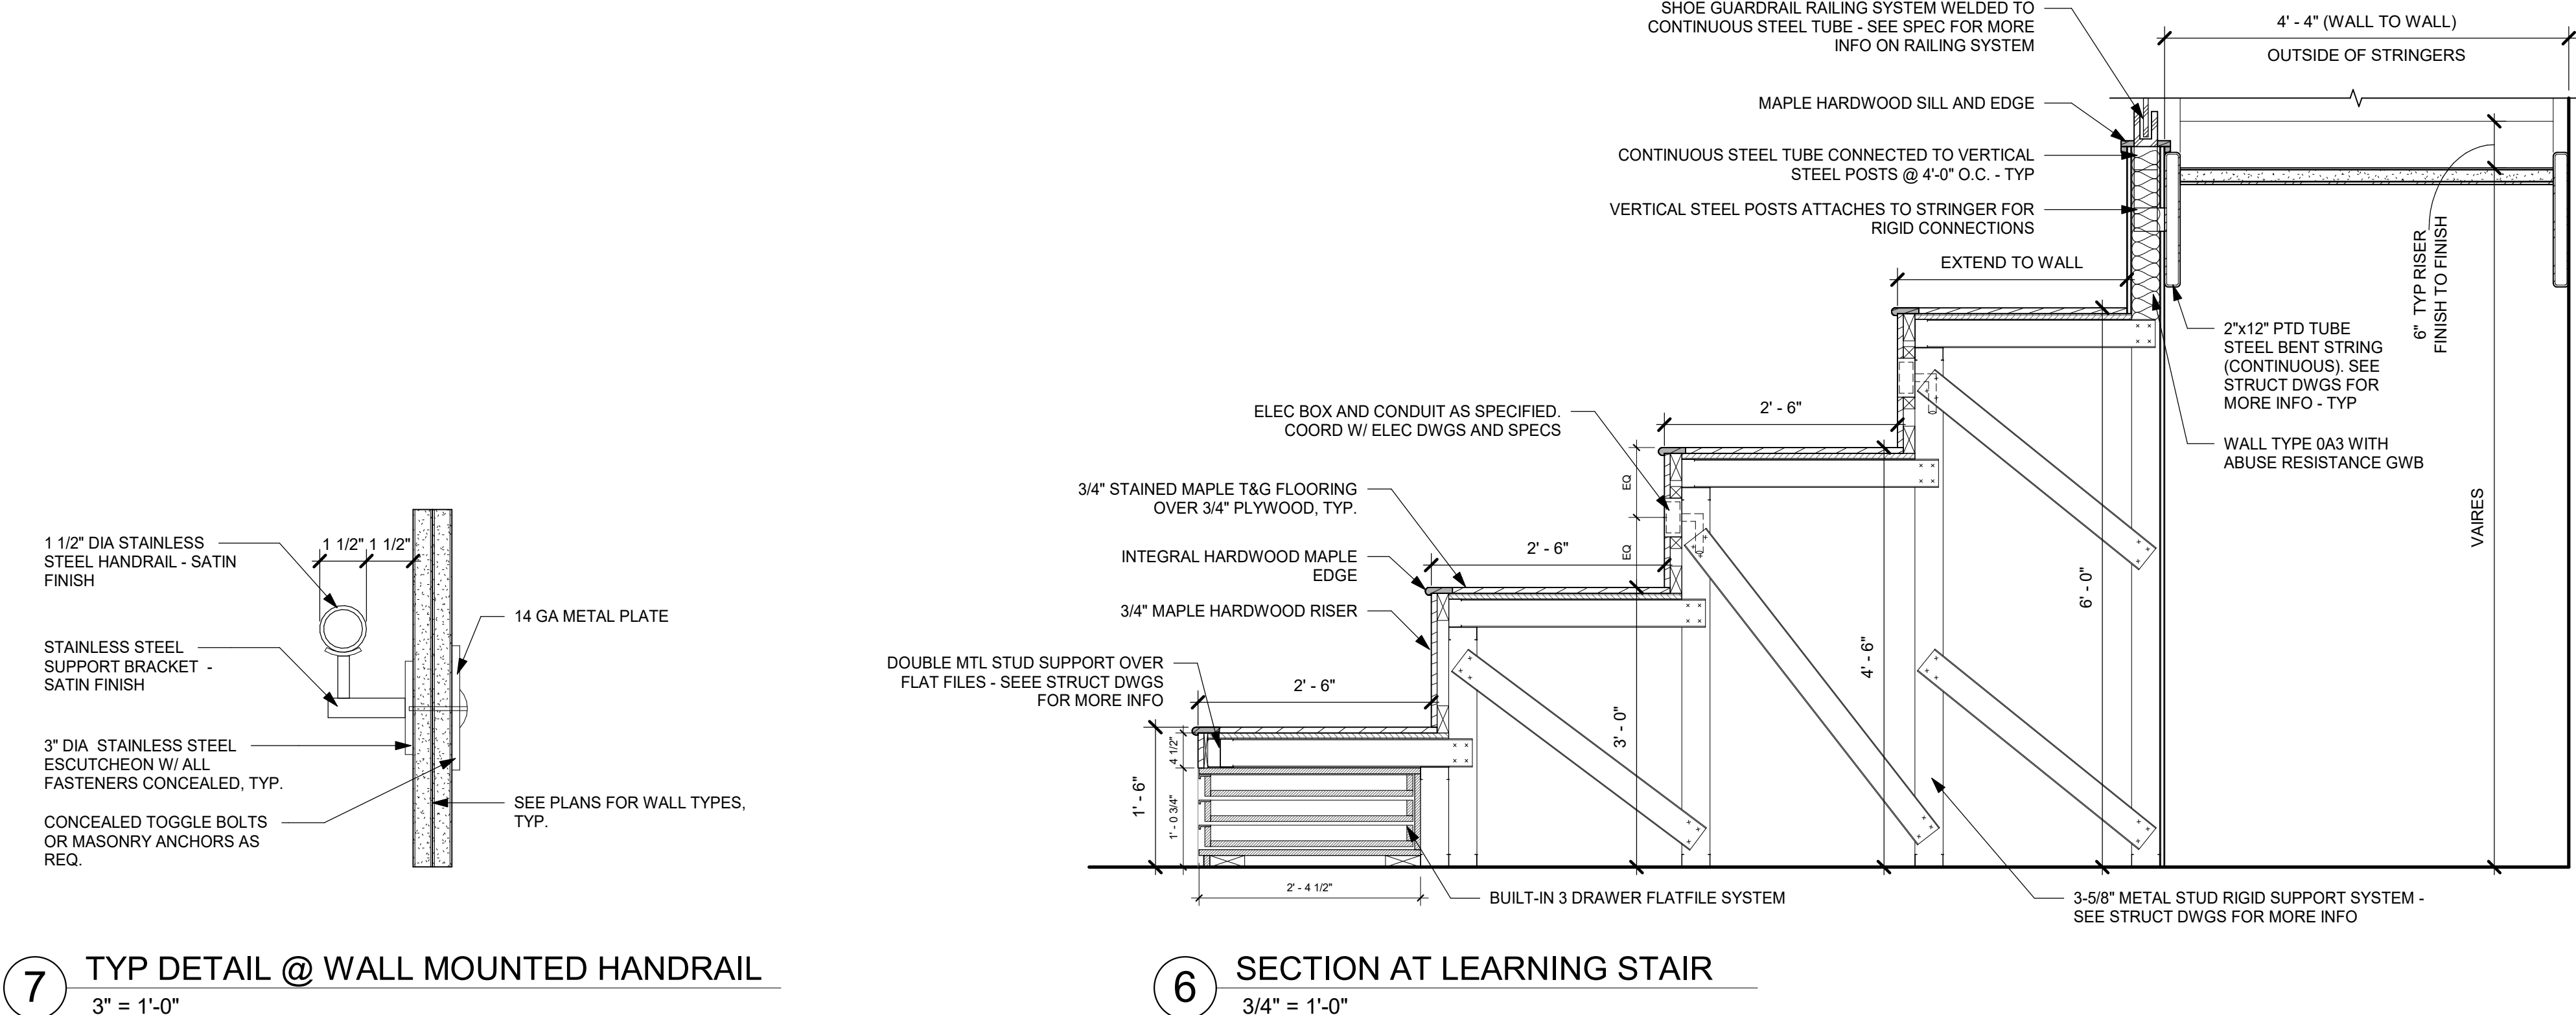 1 1/2" DIA STAINLESS
STEEL HANDRAIL - SATIN
FINISH
STAINLESS STEEL
SUPPORT BRACKET -
SATIN FINISH
3" DIA STAINLESS STEEL
ESCUTCHEON W/ ALL
FASTENERS CONCEALED, TYP.
CONCEALED TOGGLE BOLTS
OR MASONRY ANCHORS AS
REQ.
1 1/2" 1 1/2"
14 GA METAL PLATE
SEE PLANS FOR WALL TYPES,
TYP.
7
TYP DETAIL @ WALL MOUNTED HANDRAIL
3" = 1'-0"
SHOE GUARDRAIL RAILING SYSTEM WELDED TO
CONTINUOUS STEEL TUBE - SEE SPEC FOR MORE
INFO ON RAILING SYSTEM
MAPLE HARDWOOD SILL AND EDGE
CONTINUOUS STEEL TUBE CONNECTED TO VERTICAL
STEEL POSTS @ 4'-0" O.C. - TYP
VERTICAL STEEL POSTS ATTACHES TO STRINGER FOR
RIGID CONNECTIONS
EXTEND TO WALL
4' - 4" (WALL TO WALL)
OUTSIDE OF STRINGERS
6" TYP RISER
FINISH TO FINISH
VAIRES
2"x12" PTD TUBE
STEEL BENT STRING
(CONTINUOUS). SEE
STRUCT DWGS FOR
MORE INFO - TYP
WALL TYPE 0A3 WITH
ABUSE RESISTANCE GWB
ELEC BOX AND CONDUIT AS SPECIFIED.
COORD W/ ELEC DWGS AND SPECS
2' - 6"
3/4" STAINED MAPLE T&G FLOORING
OVER 3/4" PLYWOOD, TYP.
EQ
EQ
INTEGRAL HARDWOOD MAPLE
EDGE
2' - 6"
3/4" MAPLE HARDWOOD RISER
DOUBLE MTL STUD SUPPORT OVER
FLAT FILES - SEEE STRUCT DWGS
FOR MORE INFO
2' - 6"
1' - 6"
4 1/2"
1' - 0 3/4"
3' - 0"
4' - 6"
6' - 0"
2' - 4 1/2"
BUILT-IN 3 DRAWER FLATFILE SYSTEM
3-5/8" METAL STUD RIGID SUPPORT SYSTEM -
SEE STRUCT DWGS FOR MORE INFO
6
SECTION AT LEARNING STAIR
3/4" = 1'-0"